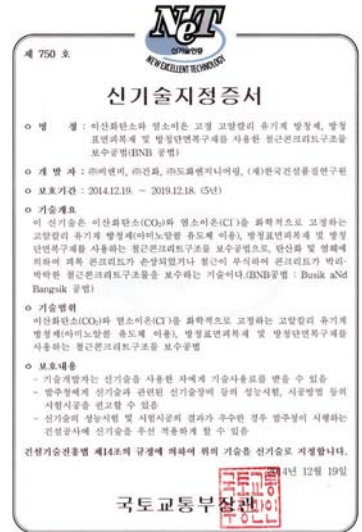 NeT
신기술인증
NEW EXCELLENT TECHNOLOGY
제 750 호
신기술지정증서
o 명 칭 : 이산화탄소와 염소이온 고정 고알칼리 유기계 방청제, 방청
표면피복재 및 방청단면복구재를 사용한 철근콘크리트구조물
보수공법(BNB 공법)
o 개 발 자 : ㈜비앤비, ㈜건화, ㈜도화엔지니어링, (재)한국건설품질연구원
o 보호기간 : 2014.12.19. ~ 2019.12.18. (5년)
o 기술개요
이 신기술은 이산화탄소(CO₂)와 염소이온(Cl⁻)을 화학적으로 고정하는
고알칼리 유기계 방청제(아미노알콜 유도체 이용), 방청표면피복재 및 방청
단면복구재를 사용하는 철근콘크리트구조물 보수공법으로, 탄산화 및 염해에
의하여 피복 콘크리트가 손상되었거나 철근이 부식하여 콘크리트가 박리·
박락한 철근콘크리트구조물을 보수하는 기술이다.(BNB공법 : Busik aNd
Bangsik 공법)
o 기술범위
이산화탄소(CO₂)와 염소이온(Cl⁻)을 화학적으로 고정하는 고알칼리 유기계
방청제(아미노알콜 유도체 이용), 방청표면피복재 및 방청단면복구재를
사용하는 철근콘크리트구조물 보수공법
o 보호내용
- 기술개발자는 신기술을 사용한 자에게 기술사용료를 받을 수 있음
- 발주청에게 신기술과 관련된 신기술장비 등의 성능시험, 시공방법 등의
시험시공을 권고할 수 있음
- 신기술의 성능시험 및 시험시공의 결과가 우수한 경우 발주청이 시행하는
건설공사에 신기술을 우선 적용하게 할 수 있음
건설기술진흥법 제14조의 규정에 의하여 위의 기술을 신기술로 지정합니다.
2014년 12월 19일
국토교통부장관